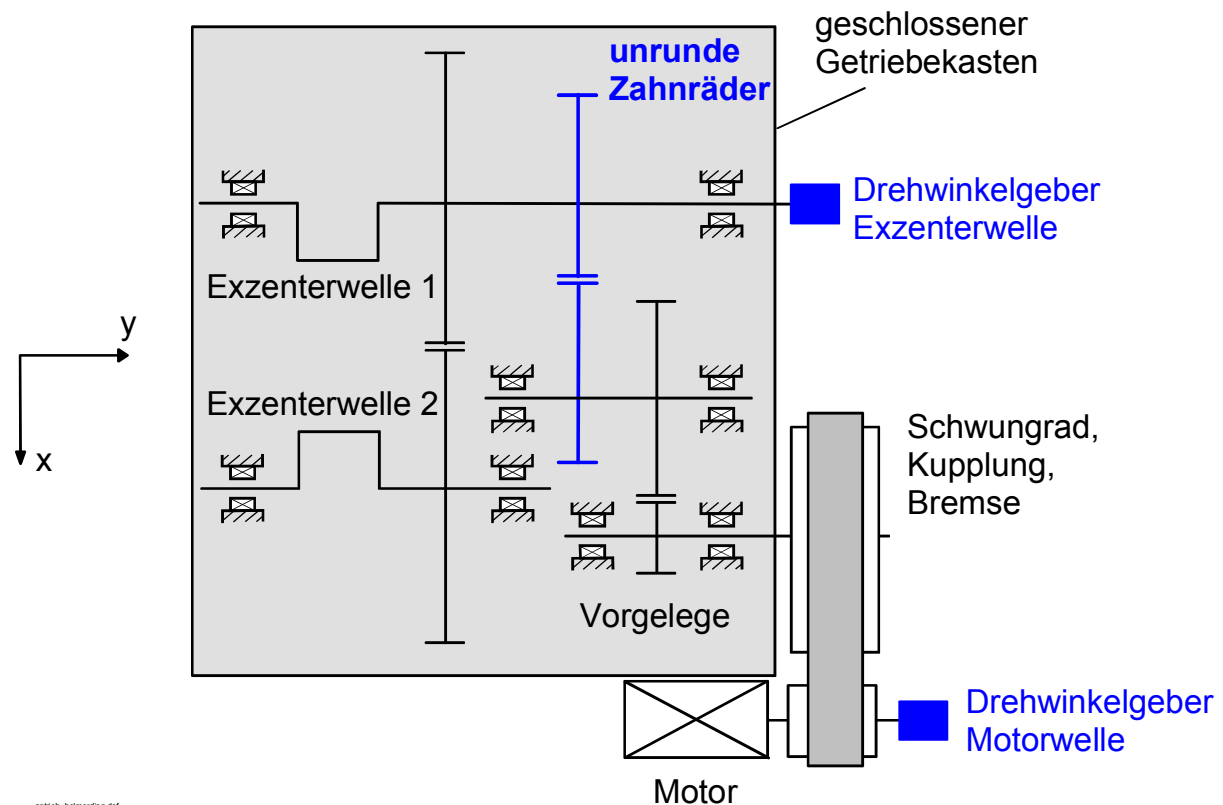 geschlossener
Getriebekasten
unrunde
Zahnräder
Drehwinkelgeber
Exzenterwelle
Exzenterwelle 1
y
x
Exzenterwelle 2
Schwungrad,
Kupplung,
Bremse
Vorgelege
Drehwinkelgeber
Motorwelle
Motor